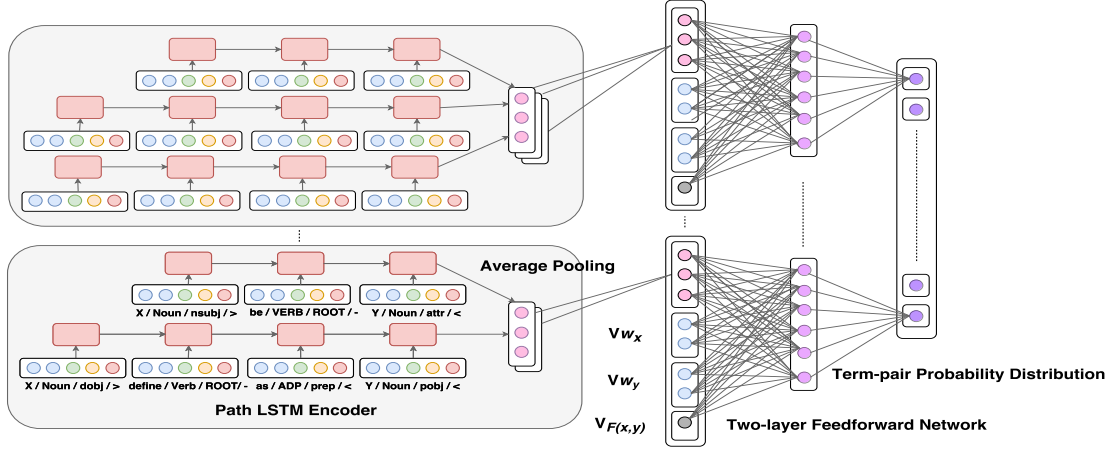 Average Pooling
X / Noun / nsubj / >
be / VERB / ROOT / -
Y / Noun / attr / <
X / Noun / dobj / >
define / Verb / ROOT/ -
as / ADP / prep / <
Y / Noun / pobj / <
Path LSTM Encoder
Vwx
Vwy
VF(x,y)
Term-pair Probability Distribution
Two-layer Feedforward Network